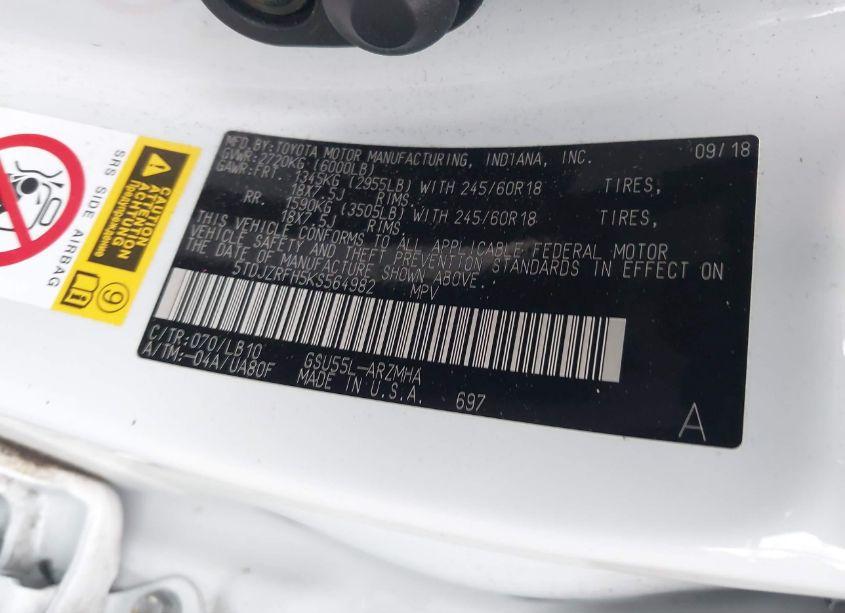 MFD.BY:TOYOTA MOTOR MANUFACTURING, INDIANA, INC. 09/18
GVWR:2720KG (6000LB)
GAWR:FRT. 1345KG (2955LB) WITH 245/60R18 TIRES,
18X7.5J RIMS
RR. 1590KG (3505LB) WITH 245/60R18 TIRES,
18X7.5J RIMS
THIS VEHICLE CONFORMS TO ALL APPLICABLE FEDERAL MOTOR
VEHICLE SAFETY AND THEFT PREVENTION STANDARDS IN EFFECT ON
THE DATE OF MANUFACTURE SHOWN ABOVE.
5TDJZRFH5KS564982 MPV
C/TR:070/LB10 GSU55L-ARZMHA
A/TM:-04A/UA80F MADE IN U.S.A. 697
A
CAUTION
ATTENTION
ACHTUNG
SRS SIDE AIRBAG
9